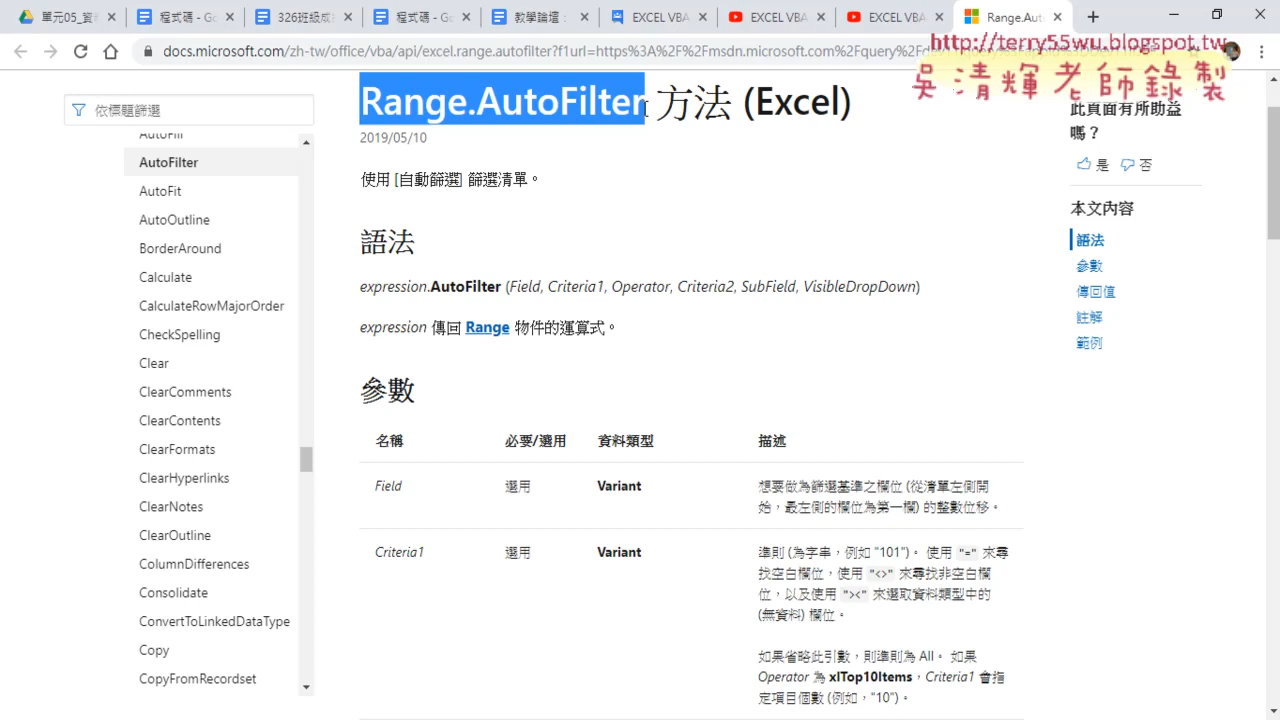 單元05_資
程式碼 - Go
326班級成
程式碼 - Go
教學論壇：
EXCEL VBA
EXCEL VBA
EXCEL VBA
Range.Aut
docs.microsoft.com/zh-tw/office/vba/api/excel.range.autofilter?f1url=https%3A%2F%2Fmsdn.microsoft.com%2Fquery%2Fd
http://terry55wu.blogspot.tw
吳清輝老師錄製
依標題篩選
AutoFill
AutoFilter
AutoFit
AutoOutline
BorderAround
Calculate
CalculateRowMajorOrder
CheckSpelling
Clear
ClearComments
ClearContents
ClearFormats
ClearHyperlinks
ClearNotes
ClearOutline
ColumnDifferences
Consolidate
ConvertToLinkedDataType
Copy
CopyFromRecordset
Range.AutoFilter 方法 (Excel)
2019/05/10
使用 [自動篩選] 篩選清單。
語法
expression.AutoFilter (Field, Criteria1, Operator, Criteria2, SubField, VisibleDropDown)
expression 傳回 Range 物件的運算式。
參數
名稱 必要/選用 資料類型 描述
Field 選用 Variant 想要做為篩選基準之欄位 (從清單左側開
始，最左側的欄位為第一欄) 的整數位移。
Criteria1 選用 Variant 準則 (為字串，例如 "101")。 使用 "=" 來尋
找空白欄位，使用 "<>" 來尋找非空白欄
位，以及使用 "><" 來選取資料類型中的
(無資料) 欄位。
如果省略此引數，則準則為 All。 如果
Operator 為 xlTop10Items，Criteria1 會指
定項目個數 (例如，"10")。
此頁面有所助益
嗎？
是 否
本文內容
語法
參數
傳回值
註解
範例